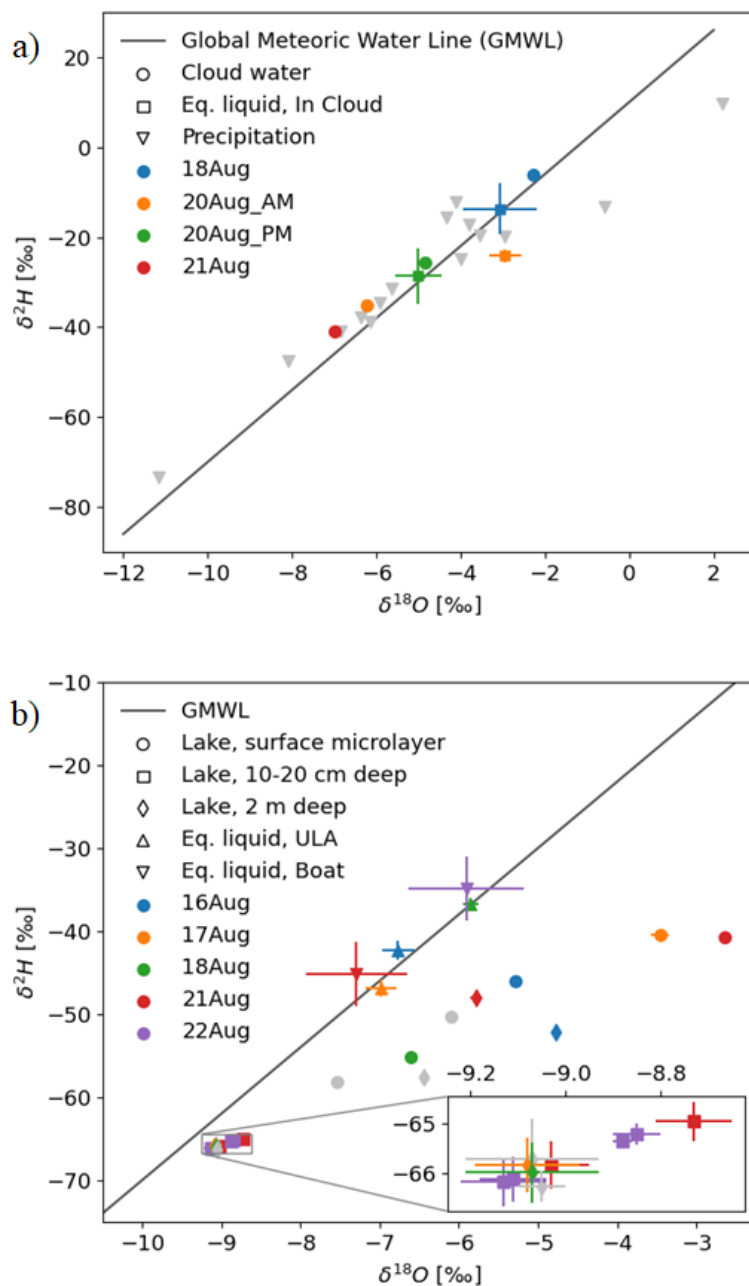 a)
Global Meteoric Water Line (GMWL)
Cloud water
Eq. liquid, In Cloud
Precipitation
18Aug
20Aug_AM
20Aug_PM
21Aug
20
0
−20
−40
−60
−80
δ²H [‰]
−12 −10 −8 −6 −4 −2 0 2
δ¹⁸O [‰]
b)
−10
GMWL
Lake, surface microlayer
Lake, 10-20 cm deep
Lake, 2 m deep
Eq. liquid, ULA
Eq. liquid, Boat
16Aug
17Aug
18Aug
21Aug
22Aug
−20
−30
−40
−50
−60
−70
δ²H [‰]
−9.2 −9.0 −8.8
−65
−66
−10 −9 −8 −7 −6 −5 −4 −3
δ¹⁸O [‰]